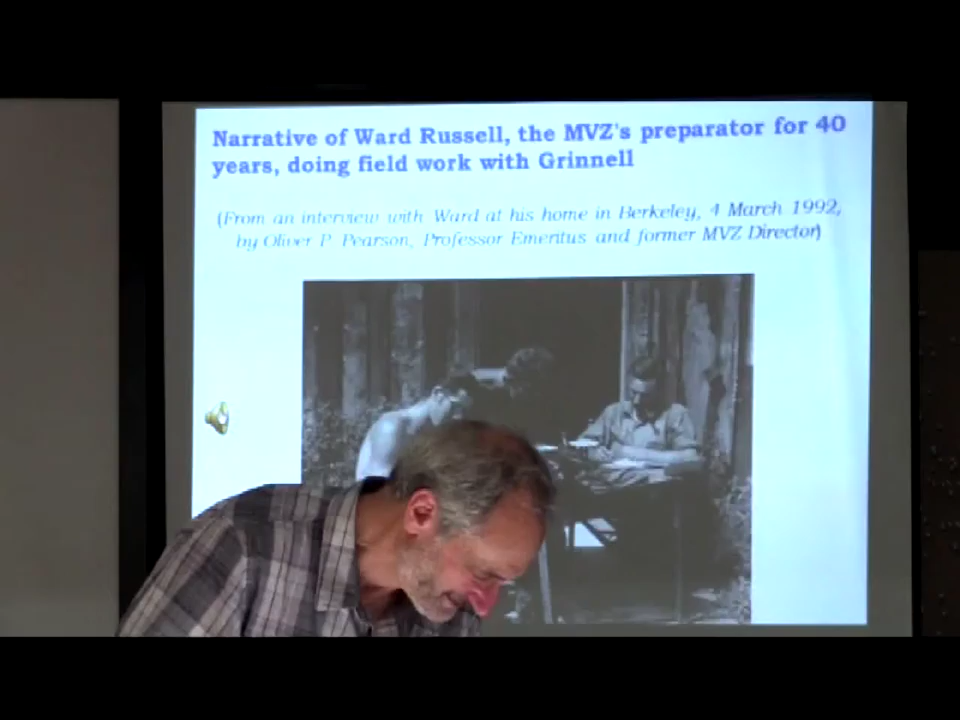 Narrative of Ward Russell, the MVZ's preparator for 40
years, doing field work with Grinnell
(From an interview with Ward at his home in Berkeley, 4 March 1992,
by Oliver P. Pearson, Professor Emeritus and former MVZ Director)